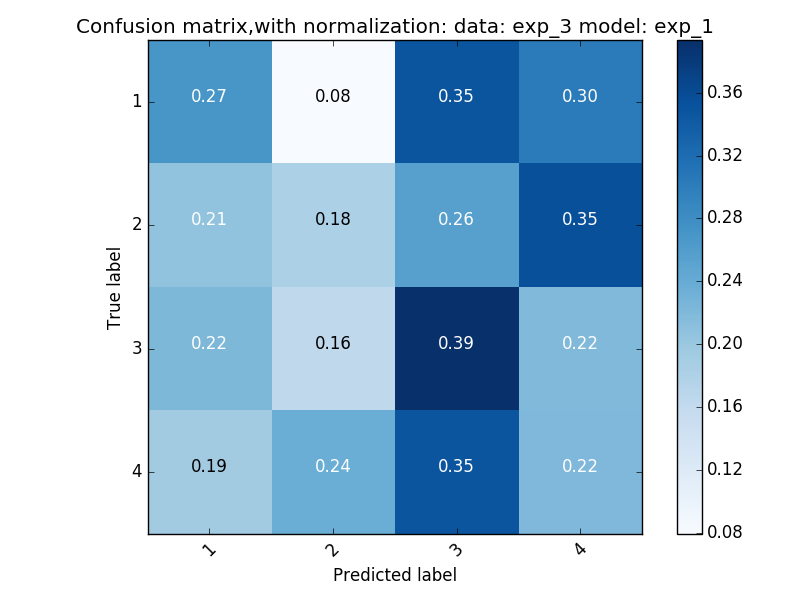 Confusion matrix,with normalization: data: exp_3 model: exp_1
True label
1 0.27 0.08 0.35 0.30
2 0.21 0.18 0.26 0.35
3 0.22 0.16 0.39 0.22
4 0.19 0.24 0.35 0.22
1 2 3 4
Predicted label
0.36
0.32
0.28
0.24
0.20
0.16
0.12
0.08